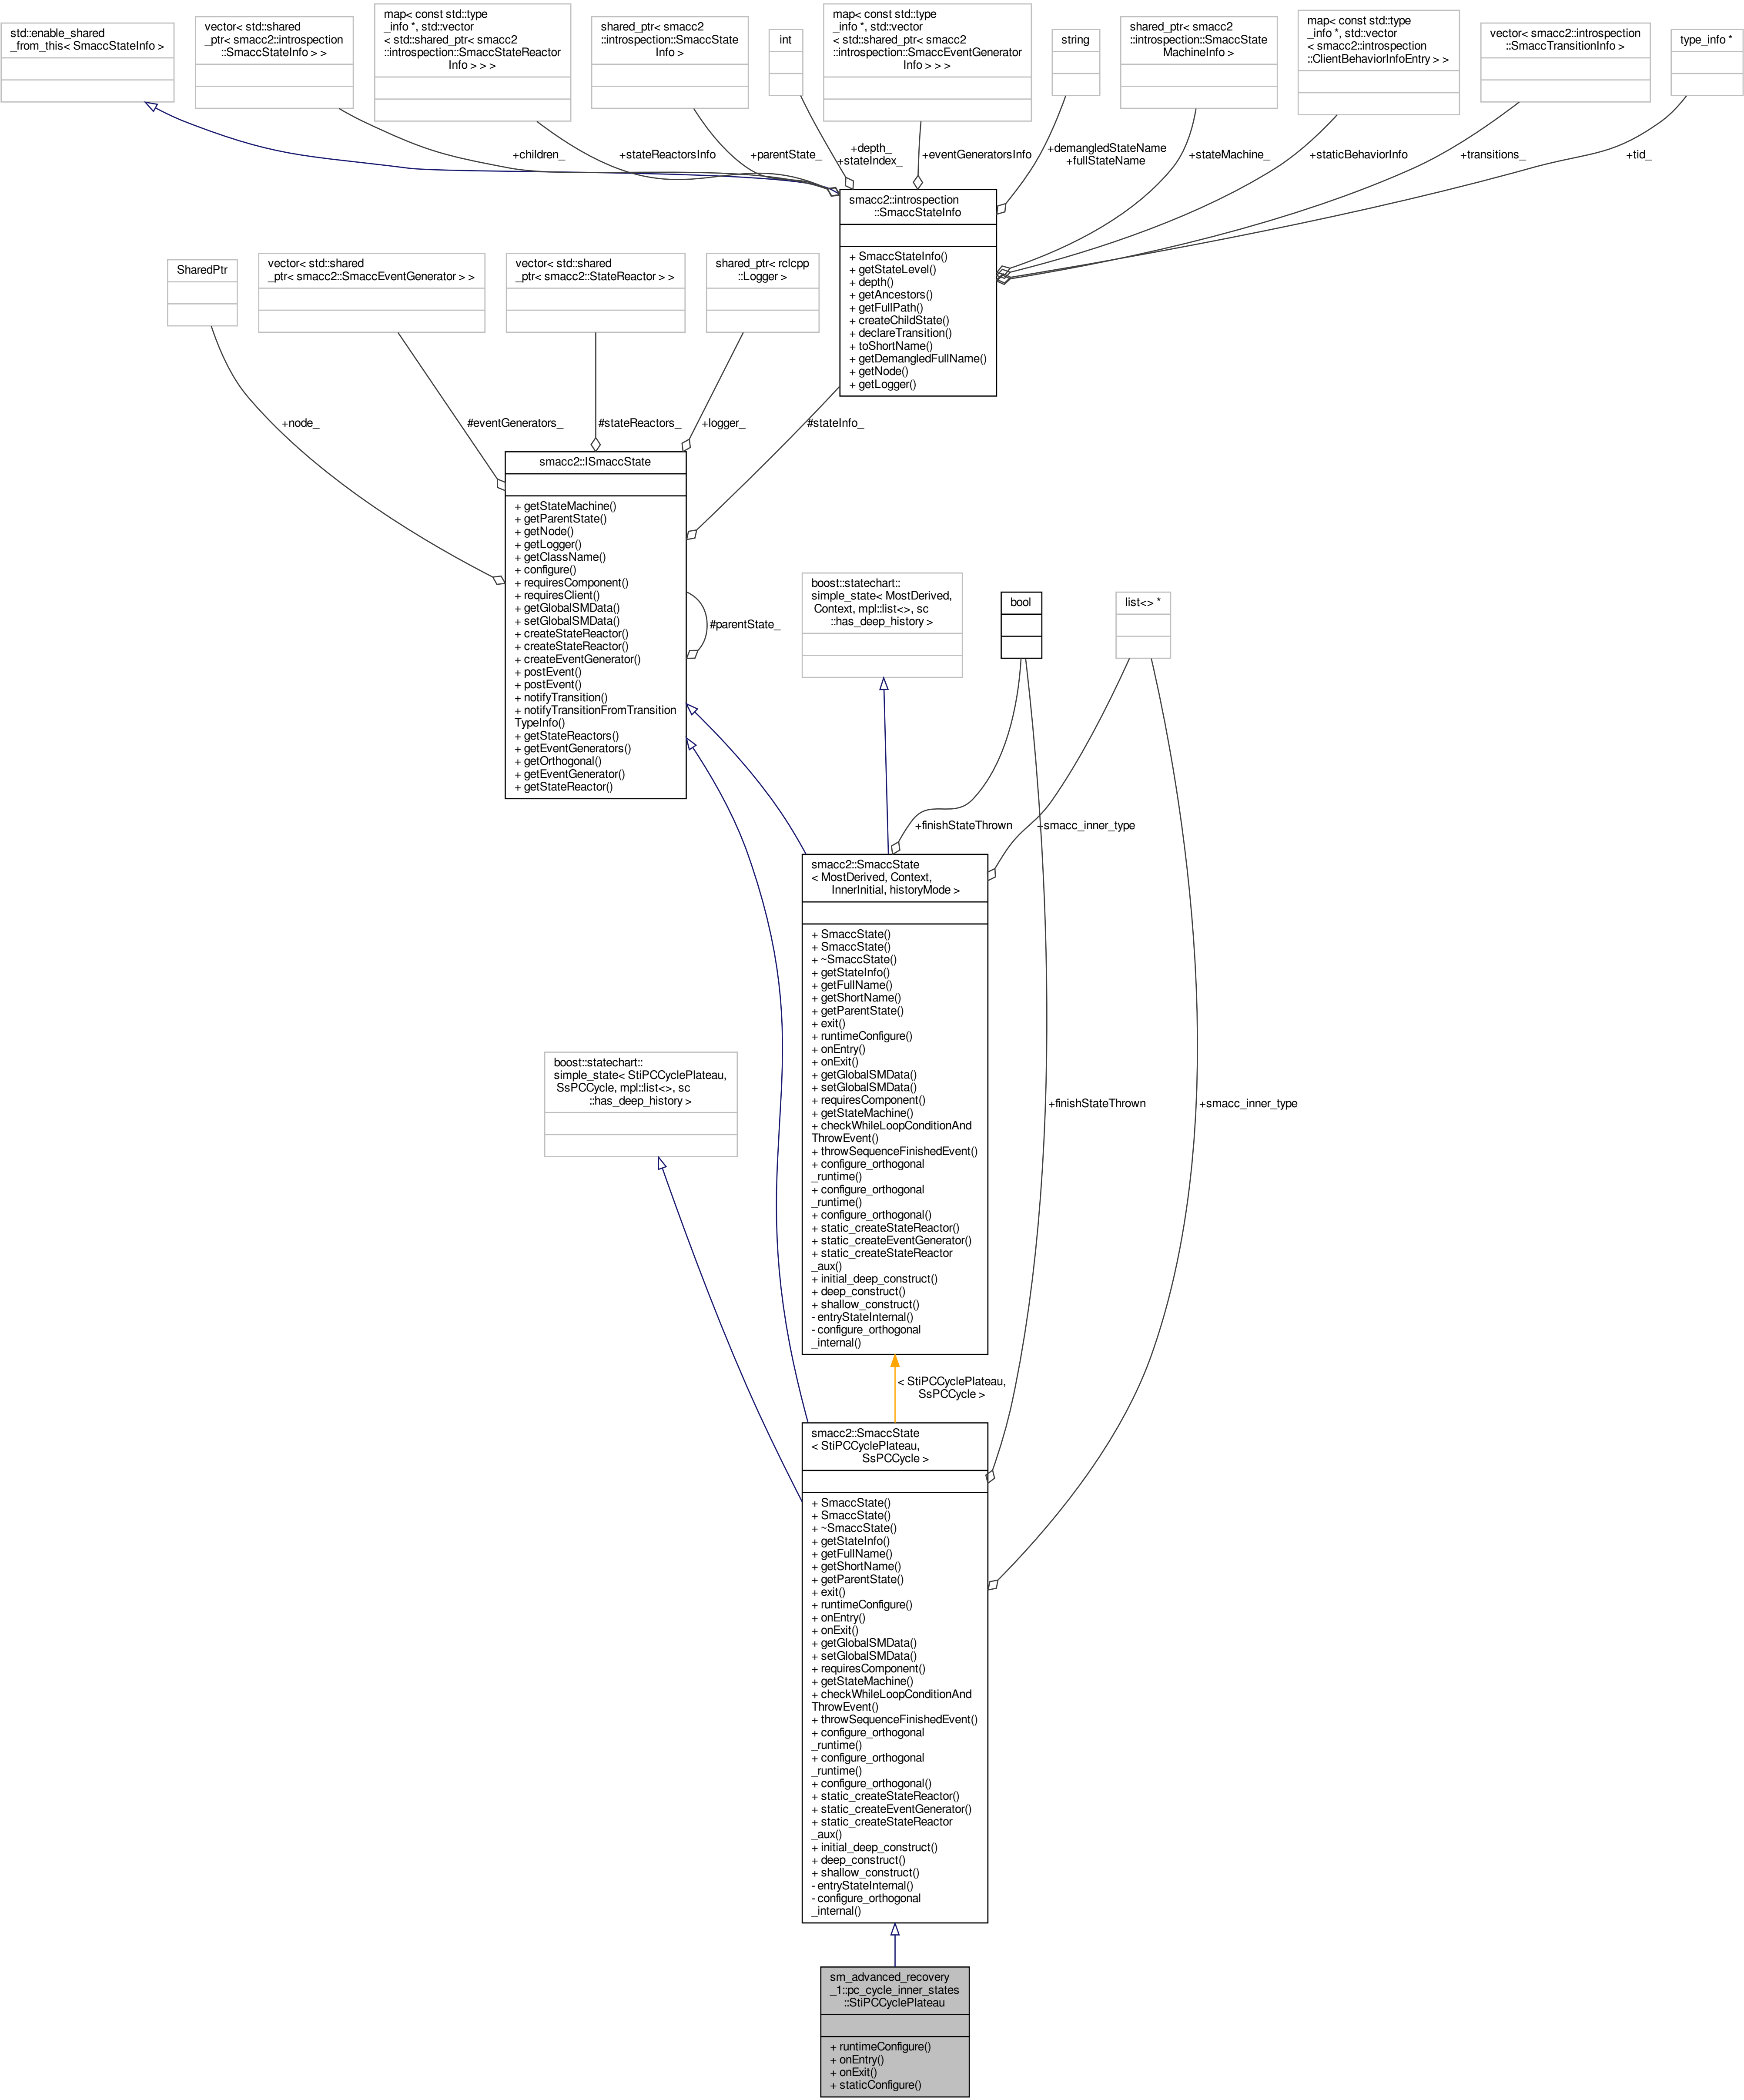 std::enable_shared
_from_this< SmaccStateInfo >
vector< std::shared
_ptr< smacc2::introspection
::SmaccStateInfo > >
map< const std::type
_info *, std::vector
< std::shared_ptr< smacc2
::introspection::SmaccStateReactor
Info > > >
shared_ptr< smacc2
::introspection::SmaccState
Info >
int
map< const std::type
_info *, std::vector
< std::shared_ptr< smacc2
::introspection::SmaccEventGenerator
Info > > >
string
shared_ptr< smacc2
::introspection::SmaccState
MachineInfo >
map< const std::type
_info *, std::vector
< smacc2::introspection
::ClientBehaviorInfoEntry > >
vector< smacc2::introspection
::SmaccTransitionInfo >
type_info *
+children_
+stateReactorsInfo
+parentState_
+depth_
+stateIndex_
+eventGeneratorsInfo
+demangledStateName
+fullStateName
+stateMachine_
+staticBehaviorInfo
+transitions_
+tid_
smacc2::introspection
::SmaccStateInfo
+ SmaccStateInfo()
+ getStateLevel()
+ depth()
+ getAncestors()
+ getFullPath()
+ createChildState()
+ declareTransition()
+ toShortName()
+ getDemangledFullName()
+ getNode()
+ getLogger()
SharedPtr
vector< std::shared
_ptr< smacc2::SmaccEventGenerator > >
vector< std::shared
_ptr< smacc2::StateReactor > >
shared_ptr< rclcpp
::Logger >
+node_
#eventGenerators_
#stateReactors_
+logger_
#stateInfo_
smacc2::ISmaccState
+ getStateMachine()
+ getParentState()
+ getNode()
+ getLogger()
+ getClassName()
+ configure()
+ requiresComponent()
+ requiresClient()
+ getGlobalSMData()
+ setGlobalSMData()
+ createStateReactor()
+ createStateReactor()
+ createEventGenerator()
+ postEvent()
+ postEvent()
+ notifyTransition()
+ notifyTransitionFromTransition
TypeInfo()
+ getStateReactors()
+ getEventGenerators()
+ getOrthogonal()
+ getEventGenerator()
+ getStateReactor()
#parentState_
boost::statechart::
simple_state< MostDerived,
Context, mpl::list<>, sc
::has_deep_history >
bool
list<> *
+finishStateThrown
+smacc_inner_type
smacc2::SmaccState
< MostDerived, Context,
InnerInitial, historyMode >
+ SmaccState()
+ SmaccState()
+ ~SmaccState()
+ getStateInfo()
+ getFullName()
+ getShortName()
+ getParentState()
+ exit()
+ runtimeConfigure()
+ onEntry()
+ onExit()
+ getGlobalSMData()
+ setGlobalSMData()
+ requiresComponent()
+ getStateMachine()
+ checkWhileLoopConditionAnd
ThrowEvent()
+ throwSequenceFinishedEvent()
+ configure_orthogonal
_runtime()
+ configure_orthogonal
_runtime()
+ configure_orthogonal()
+ static_createStateReactor()
+ static_createEventGenerator()
+ static_createStateReactor
_aux()
+ initial_deep_construct()
+ deep_construct()
+ shallow_construct()
- entryStateInternal()
- configure_orthogonal
_internal()
boost::statechart::
simple_state< StiPCCyclePlateau,
SsPCCycle, mpl::list<>, sc
::has_deep_history >
+finishStateThrown
+smacc_inner_type
< StiPCCyclePlateau,
SsPCCycle >
smacc2::SmaccState
< StiPCCyclePlateau,
SsPCCycle >
+ SmaccState()
+ SmaccState()
+ ~SmaccState()
+ getStateInfo()
+ getFullName()
+ getShortName()
+ getParentState()
+ exit()
+ runtimeConfigure()
+ onEntry()
+ onExit()
+ getGlobalSMData()
+ setGlobalSMData()
+ requiresComponent()
+ getStateMachine()
+ checkWhileLoopConditionAnd
ThrowEvent()
+ throwSequenceFinishedEvent()
+ configure_orthogonal
_runtime()
+ configure_orthogonal
_runtime()
+ configure_orthogonal()
+ static_createStateReactor()
+ static_createEventGenerator()
+ static_createStateReactor
_aux()
+ initial_deep_construct()
+ deep_construct()
+ shallow_construct()
- entryStateInternal()
- configure_orthogonal
_internal()
sm_advanced_recovery
_1::pc_cycle_inner_states
::StiPCCyclePlateau
+ runtimeConfigure()
+ onEntry()
+ onExit()
+ staticConfigure()